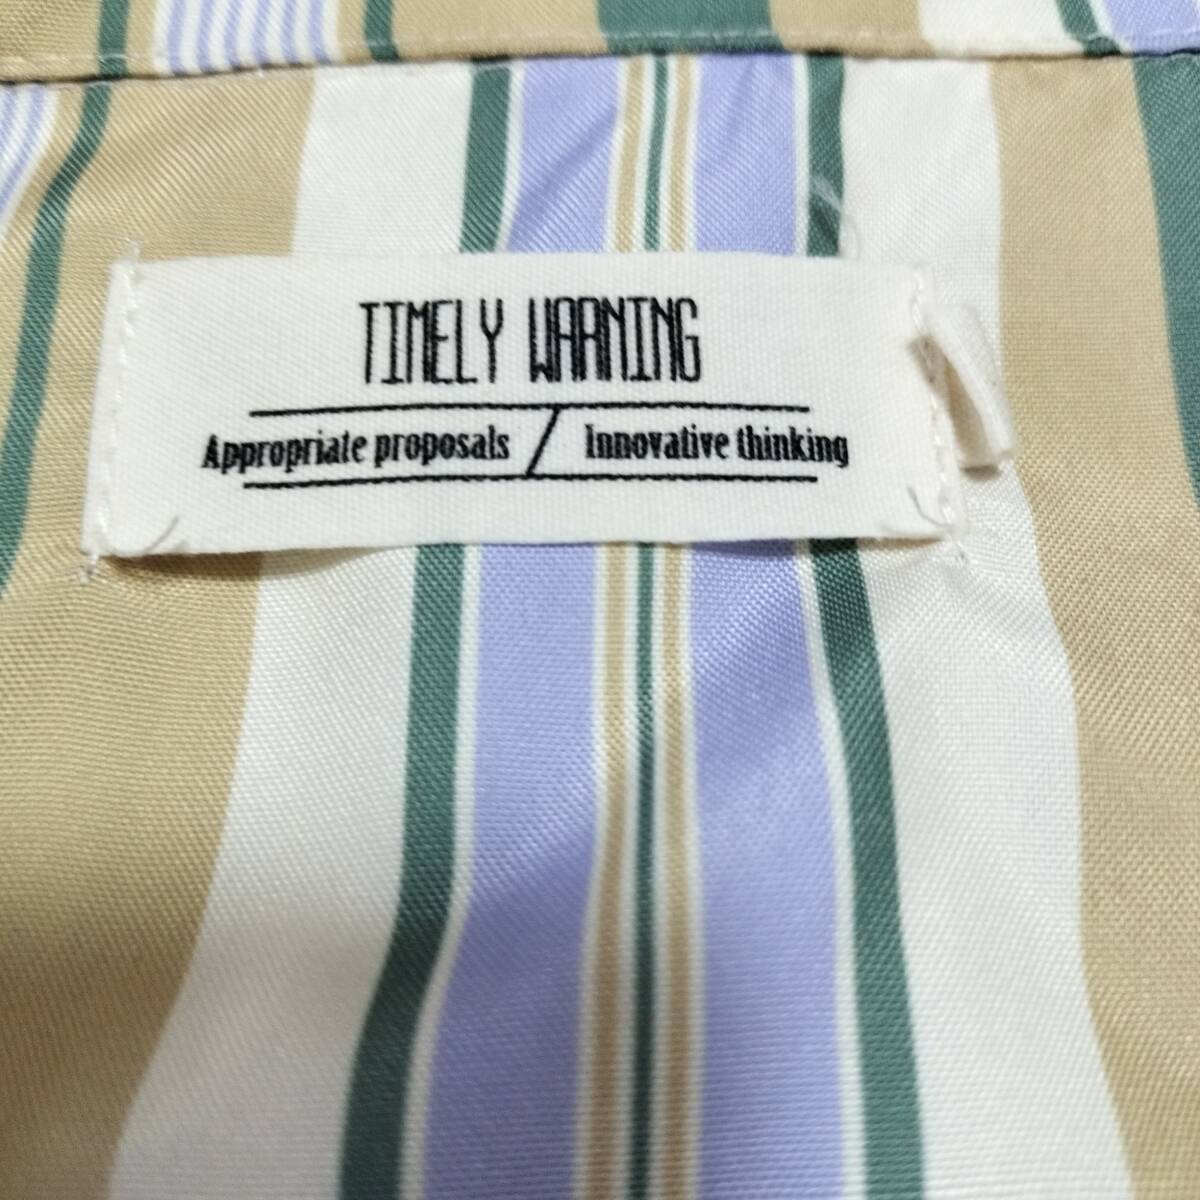 TIMELY WARNING
Appropriate proposals / Innovative thinking